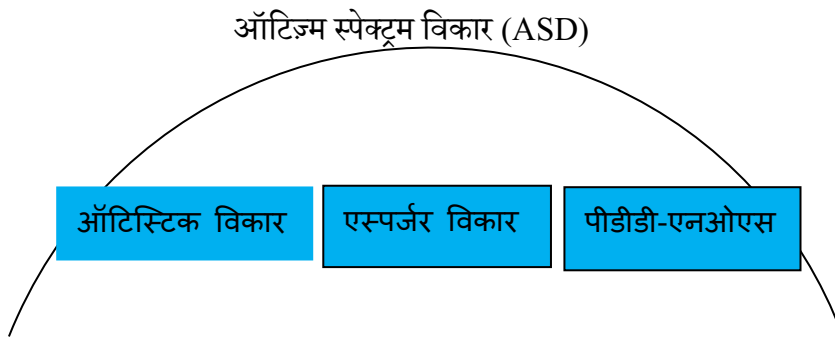 ऑटिज़्म स्पेक्ट्रम विकार (ASD)
ऑटिस्टिक विकार
एस्पर्जर विकार
पीडीडी-एनओएस